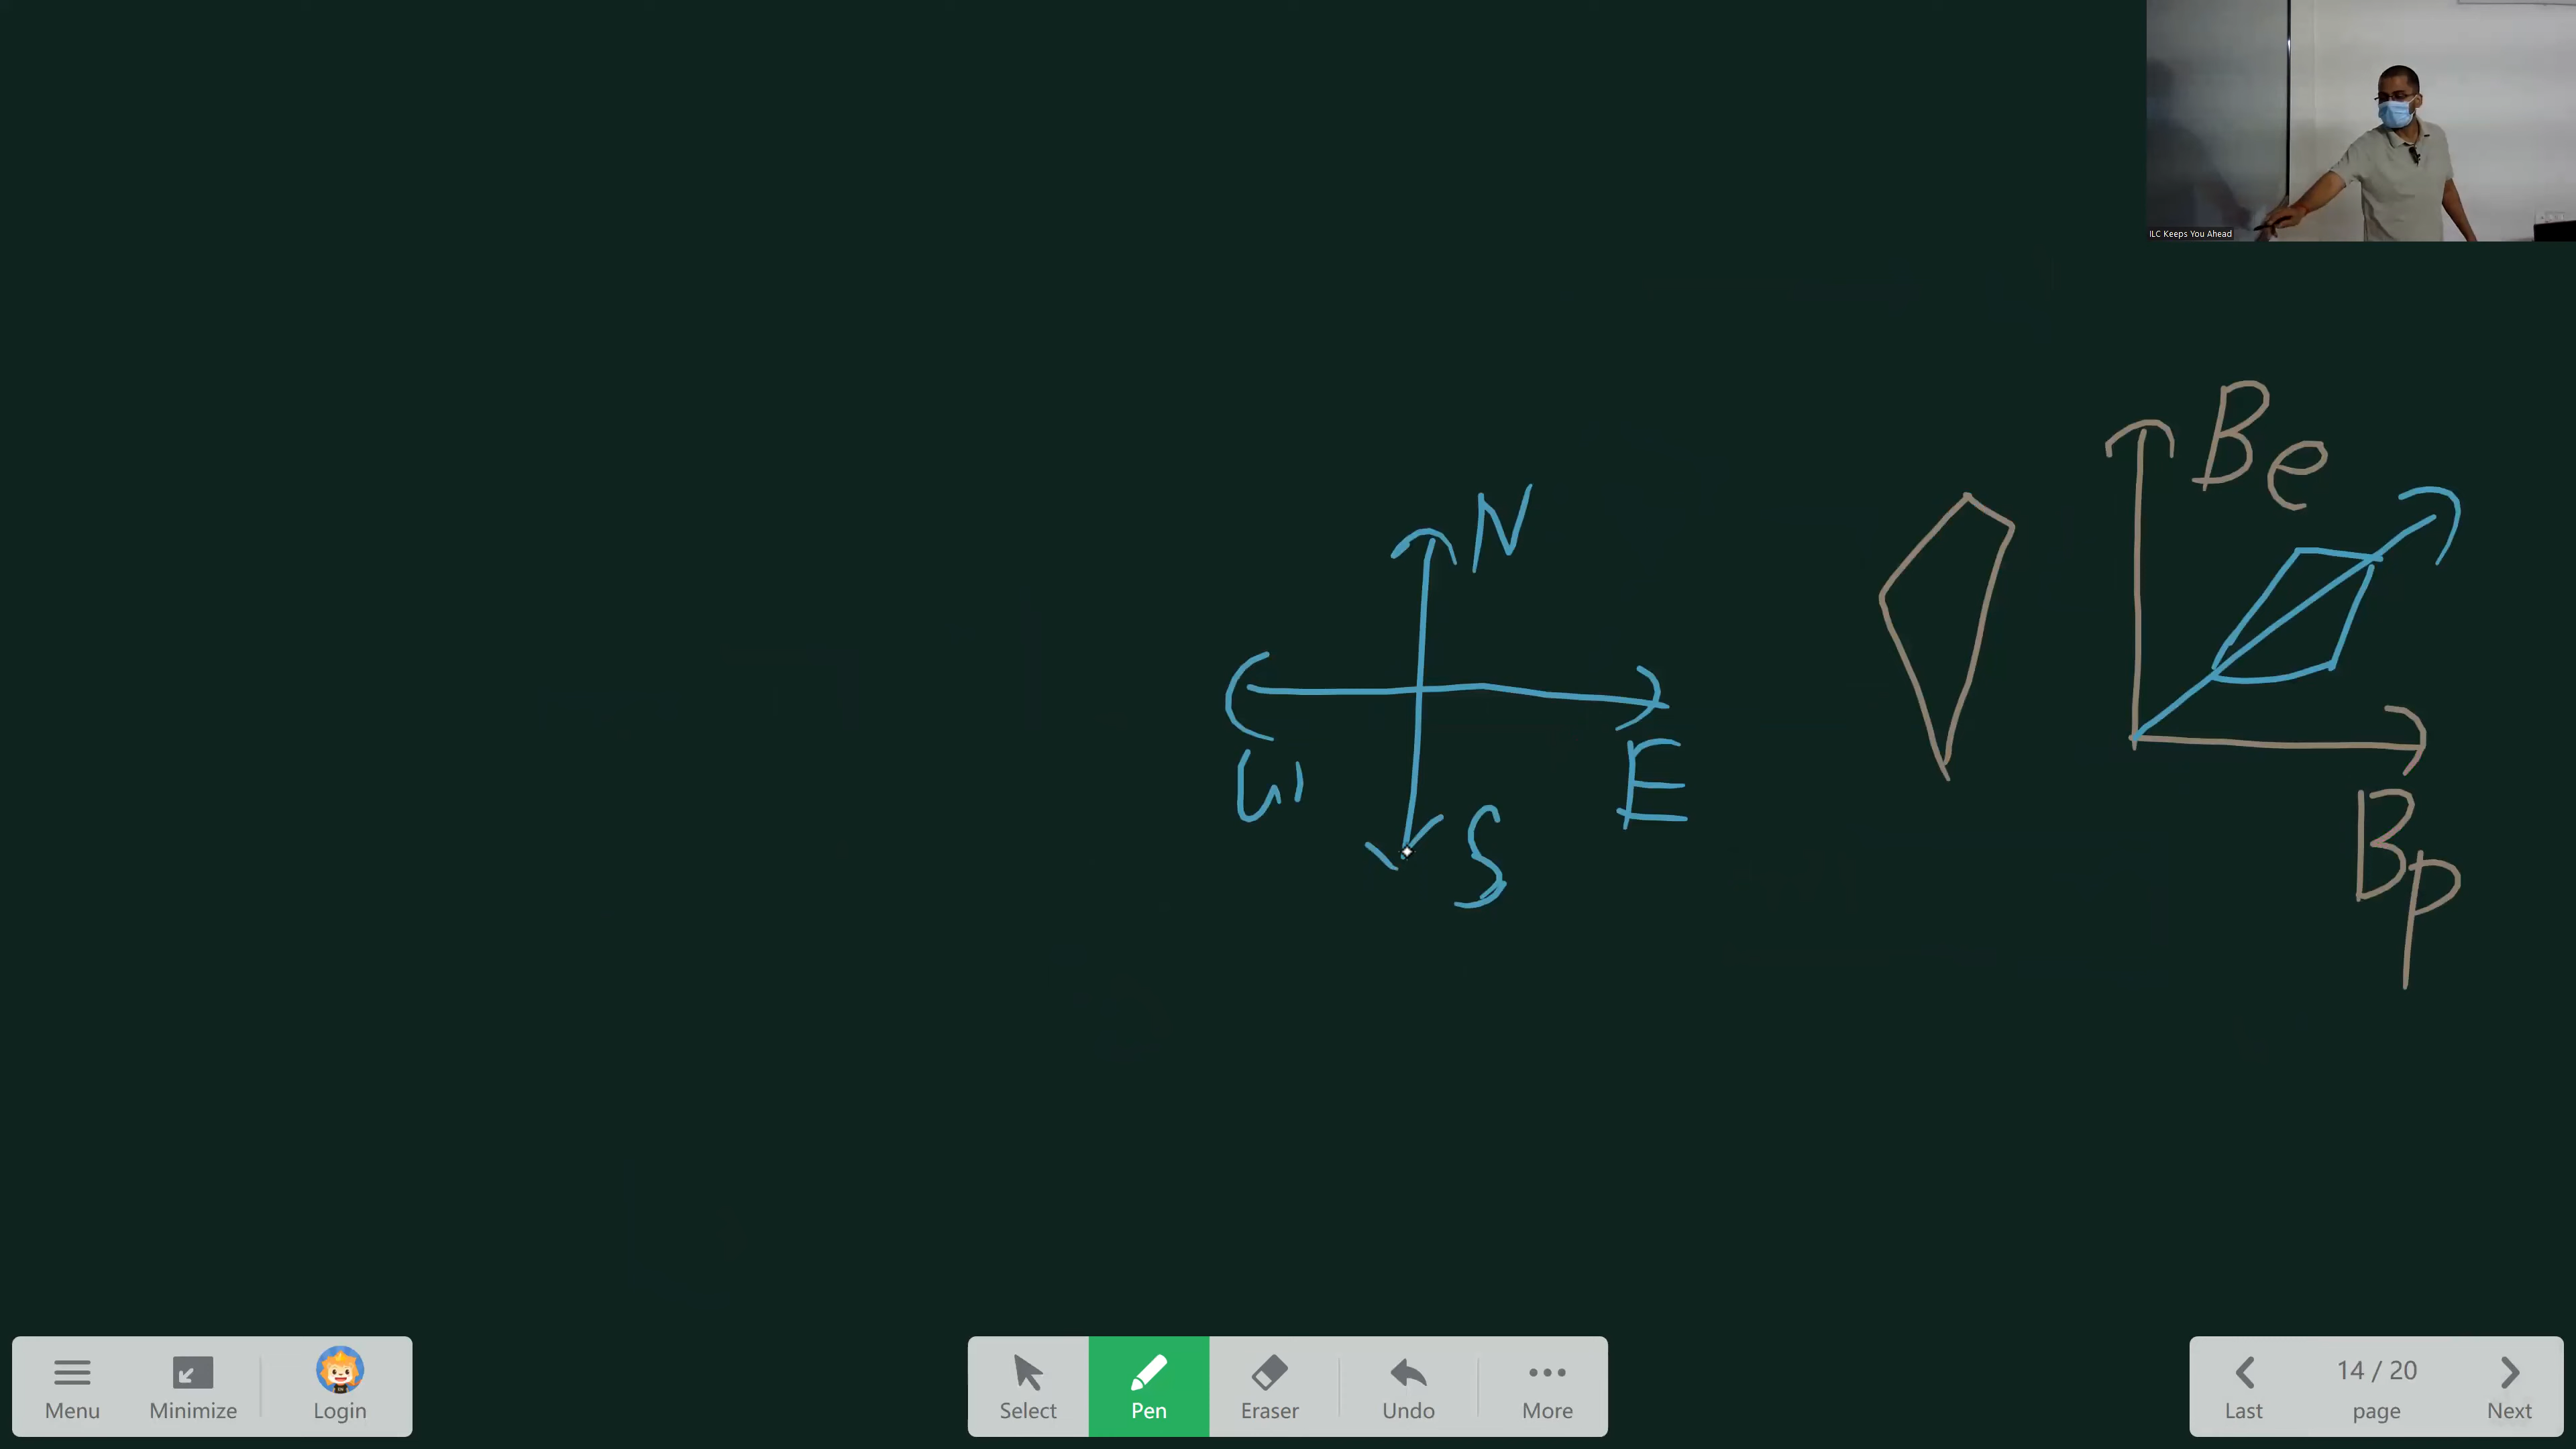 ILC Keeps You Ahead
Be
N
W
E
S
Bp
Menu
Minimize
Login
Select
Pen
Eraser
Undo
More
Last
14 / 20
page
Next